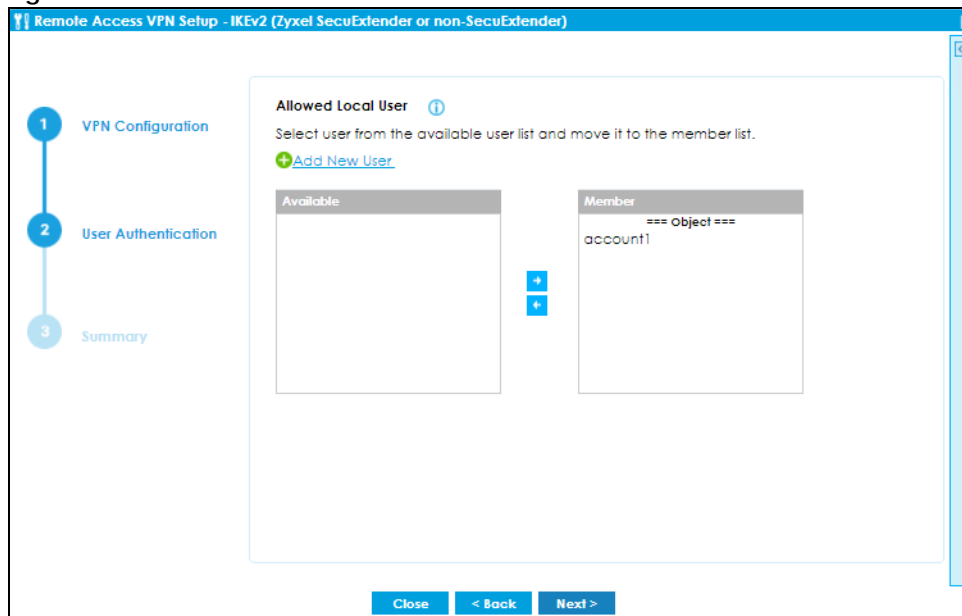 Remote Access VPN Setup - IKEv2 (Zyxel SecuExtender or non-SecuExtender)
1 VPN Configuration
2 User Authentication
3 Summary
Allowed Local User
Select user from the available user list and move it to the member list.
Add New User
Available
Member
=== Object ===
account1
Close
< Back
Next >